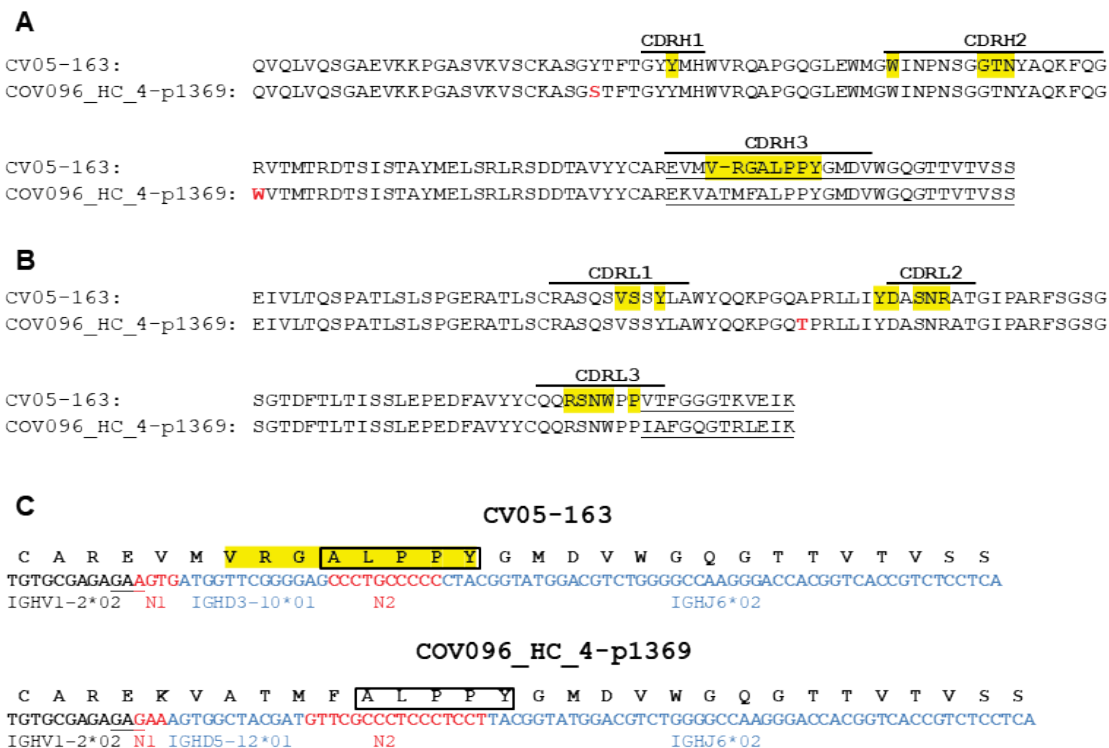 A
CDRH1 CDRH2
CV05-163: QVQLVQSGAEVKKPGASVKVSCKASGYTFTGYYMHWVRQAPGQGLEWMGWINPNSGGTNYAQKFQG
COV096_HC_4-p1369: QVQLVQSGAEVKKPGASVKVSCKASGSTFTGYYMHWVRQAPGQGLEWMGWINPNSGGTNYAQKFQG
CDRH3
CV05-163: RVTMTRDTSISTAYMELSRLRSDDTAVYYCAREVMV-RGALPPYGMDVWGQGTTVTVSS
COV096_HC_4-p1369: WVTMTRDTSISTAYMELSRLRSDDTAVYYCAREKVATMFALPPYGMDVWGQGTTVTVSS
B
CDRL1 CDRL2
CV05-163: EIVLTQSPATLSLSPGERATLSCRASQSVSSYLAWYQQKPGQAPRLLIYDASNRATGIPARFSGSG
COV096_HC_4-p1369: EIVLTQSPATLSLSPGERATLSCRASQSVSSYLAWYQQKPGQTPRLLIYDASNRATGIPARFSGSG
CDRL3
CV05-163: SGTDFTLTISSLEPEDFAVYYCQQRSNWPPVTFGGGTKVEIK
COV096_HC_4-p1369: SGTDFTLTISSLEPEDFAVYYCQQRSNWPPIAFGQGTRLEIK
C
CV05-163
C A R E V M V R G A L P P Y G M D V W G Q G T T V T V S S
TGTGCGAGAGAAGTGATGGTTCGGGGAGCCCTGCCCCCCTACGGTATGGACGTCTGGGGCCAAGGGACCACGGTCACCGTCTCCTCA
IGHV1-2*02 N1 IGHD3-10*01 N2 IGHJ6*02
COV096_HC_4-p1369
C A R E K V A T M F A L P P Y G M D V W G Q G T T V T V S S
TGTGCGAGAGAGAAAGTGGCTACGATGTTCGCCCTCCCTCCTTACGGTATGGACGTCTGGGGCCAAGGGACCACGGTCACCGTCTCCTCA
IGHV1-2*02 N1 IGHD5-12*01 N2 IGHJ6*02